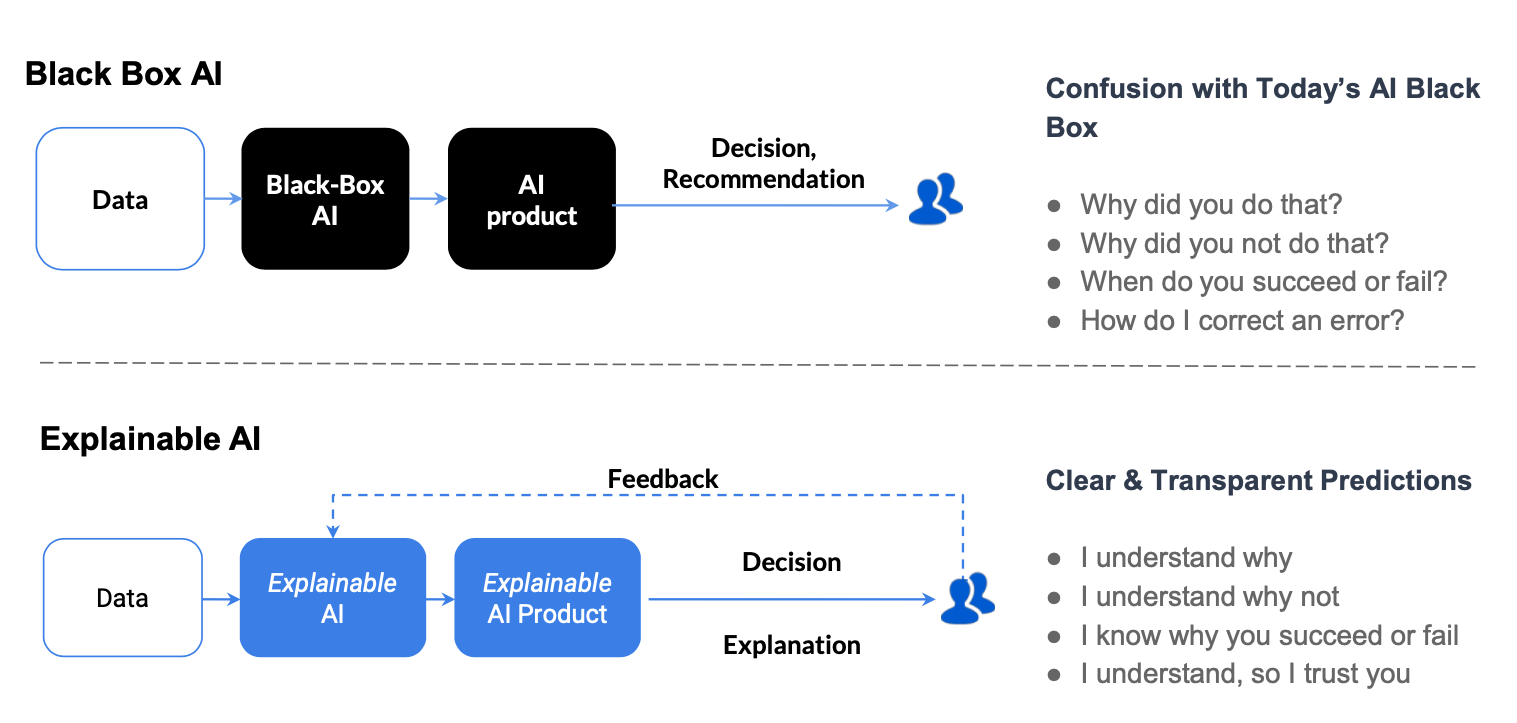 Black Box AI
Data
Black-Box
AI
AI
product
Decision,
Recommendation
Confusion with Today’s AI Black
Box
● Why did you do that?
● Why did you not do that?
● When do you succeed or fail?
● How do I correct an error?
Explainable AI
Feedback
Data
Explainable
AI
Explainable
AI Product
Decision
Explanation
Clear & Transparent Predictions
● I understand why
● I understand why not
● I know why you succeed or fail
● I understand, so I trust you